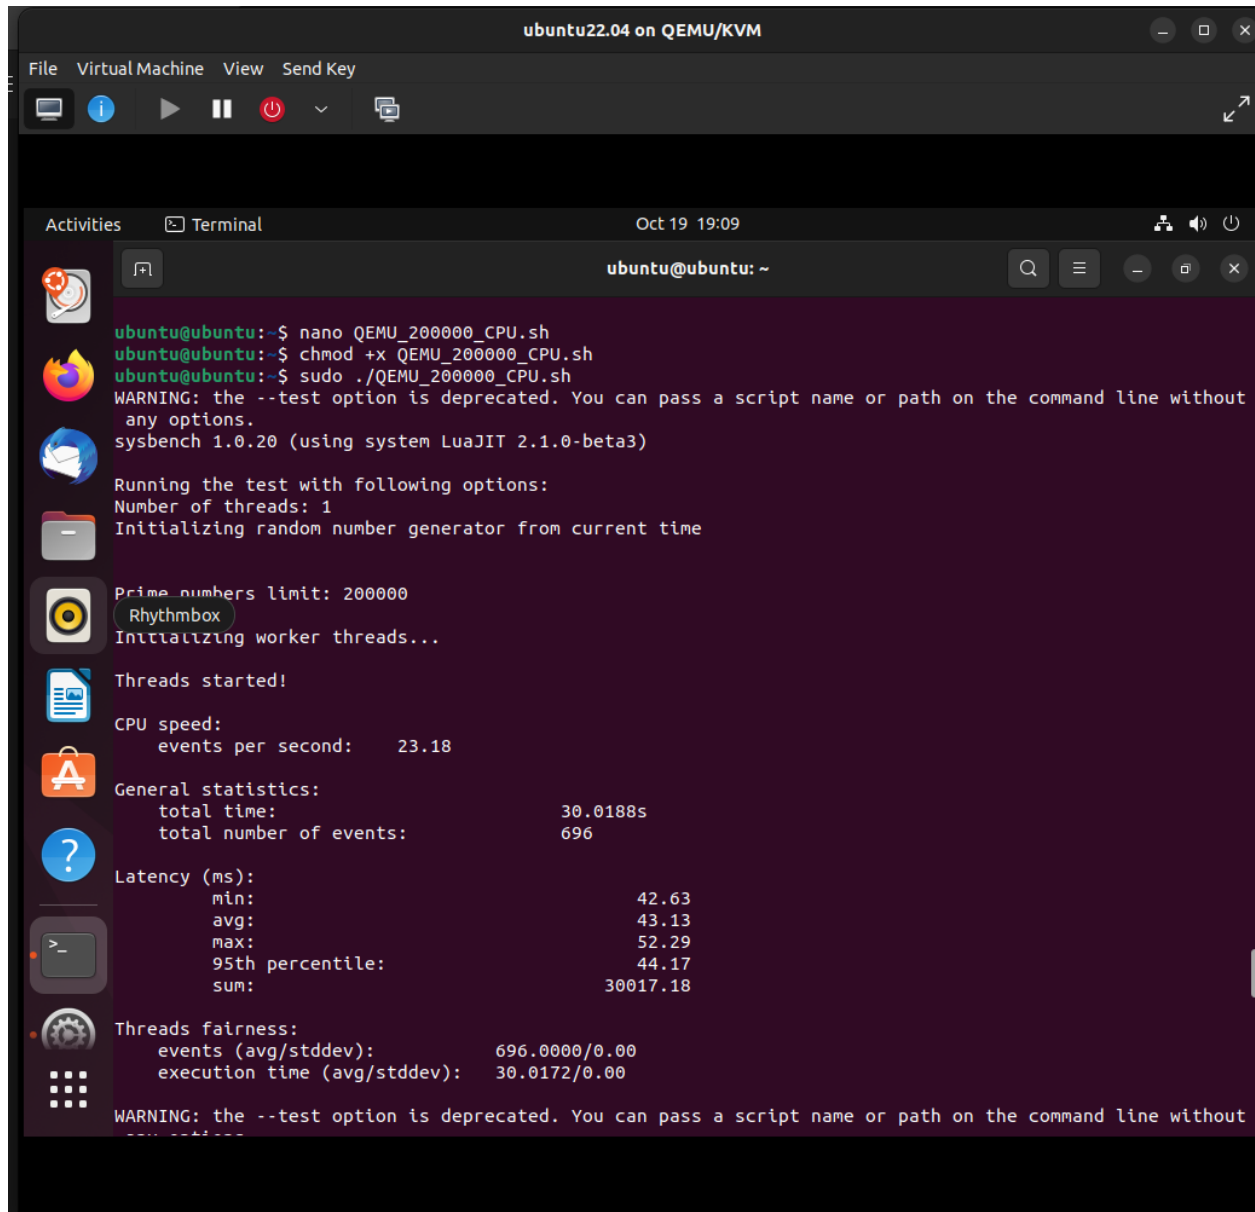 ubuntu22.04 on QEMU/KVM
File Virtual Machine View Send Key
Activities Terminal Oct 19 19:09
ubuntu@ubuntu: ~
ubuntu@ubuntu:~$ nano QEMU_200000_CPU.sh
ubuntu@ubuntu:~$ chmod +x QEMU_200000_CPU.sh
ubuntu@ubuntu:~$ sudo ./QEMU_200000_CPU.sh
WARNING: the --test option is deprecated. You can pass a script name or path on the command line without
any options.
sysbench 1.0.20 (using system LuaJIT 2.1.0-beta3)
Running the test with following options:
Number of threads: 1
Initializing random number generator from current time
Prime numbers limit: 200000
Rhythmbox
Initializing worker threads...
Threads started!
CPU speed:
events per second: 23.18
General statistics:
total time: 30.0188s
total number of events: 696
Latency (ms):
min: 42.63
avg: 43.13
max: 52.29
95th percentile: 44.17
sum: 30017.18
Threads fairness:
events (avg/stddev): 696.0000/0.00
execution time (avg/stddev): 30.0172/0.00
WARNING: the --test option is deprecated. You can pass a script name or path on the command line without